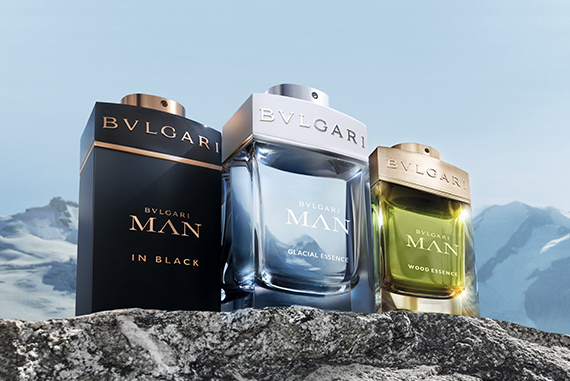 BVLGARI
BVLGARI
MAN
IN BLACK
BVLGARI
BVLGARI
MAN
GLACIAL ESSENCE
BVLGARI
BVLGARI
MAN
WOOD ESSENCE